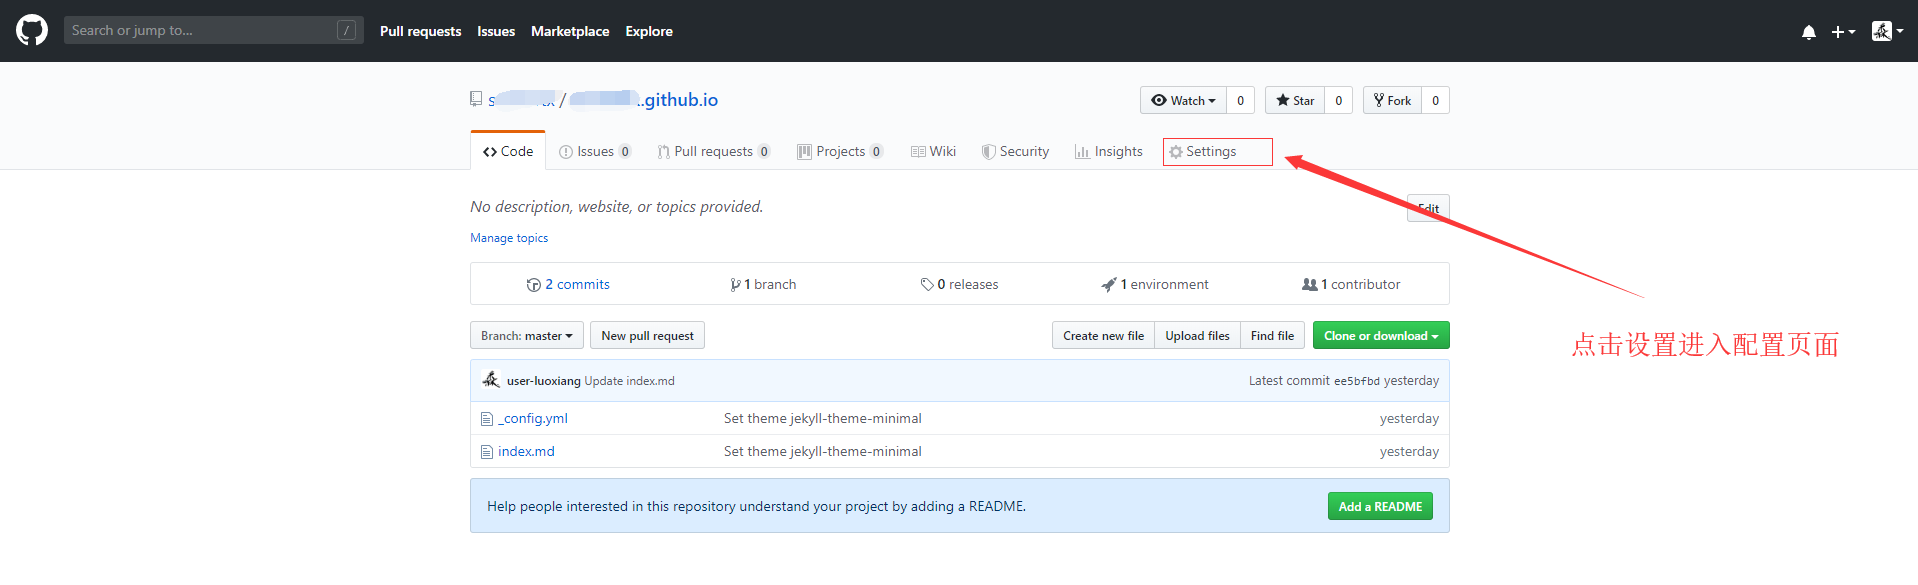 Search or jump to... /
Pull requests Issues Marketplace Explore
/ .github.io
Watch 0 Star 0 Fork 0
Code Issues 0 Pull requests 0 Projects 0 Wiki Security Insights Settings
No description, website, or topics provided. Edit
Manage topics
2 commits 1 branch 0 releases 1 environment 1 contributor
Branch: master New pull request Create new file Upload files Find file Clone or download
点击设置进入配置页面
user-luoxiang Update index.md Latest commit ee5bfbd yesterday
_config.yml Set theme jekyll-theme-minimal yesterday
index.md Set theme jekyll-theme-minimal yesterday
Help people interested in this repository understand your project by adding a README. Add a README